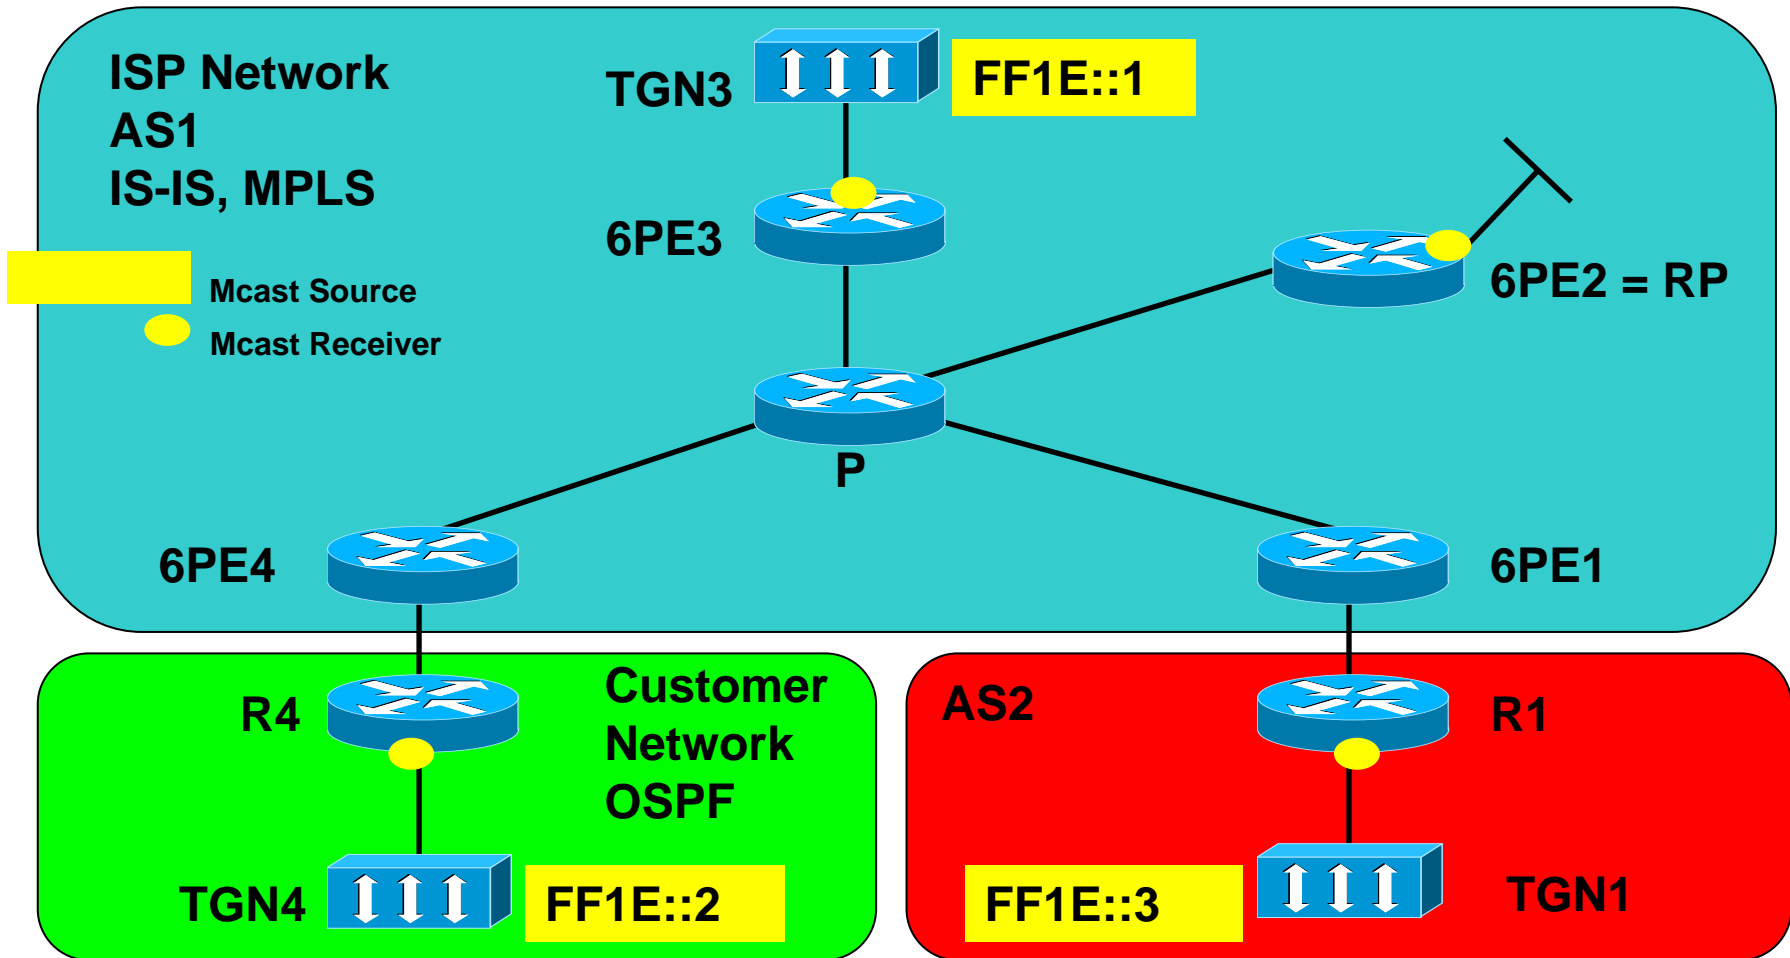 ISP Network
AS1
IS-IS, MPLS
TGN3
FF1E::1
6PE3
6PE2 = RP
Mcast Source
Mcast Receiver
P
6PE4
6PE1
R4
Customer
Network
OSPF
AS2
R1
TGN4
FF1E::2
FF1E::3
TGN1